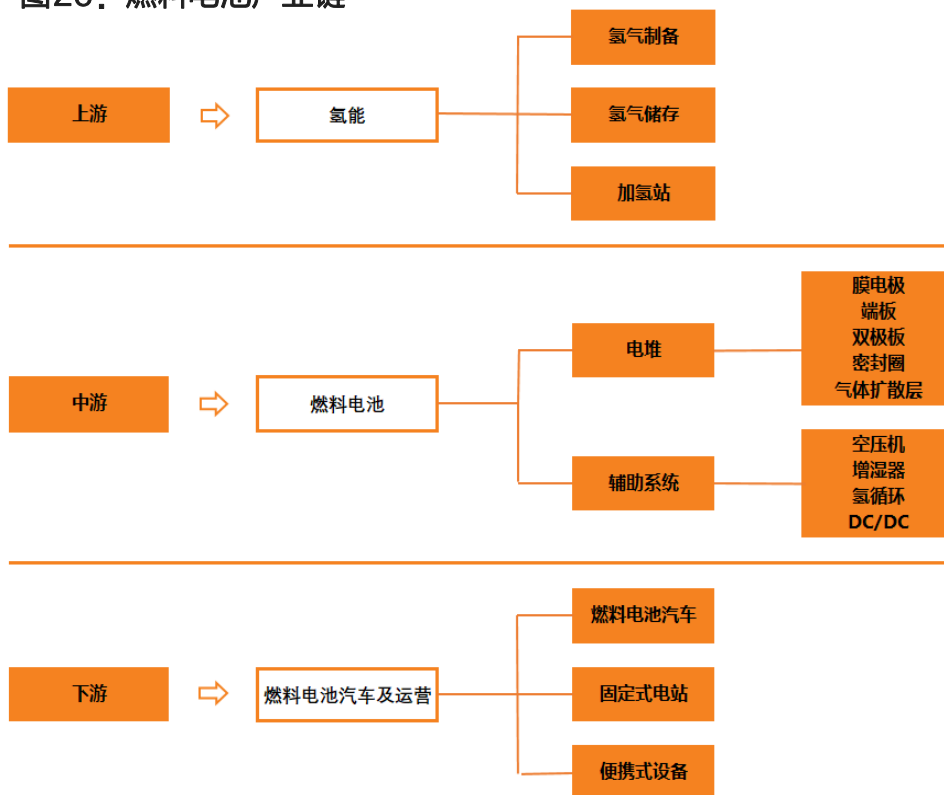 氢气制备
上游
氢能
氢气储存
加氢站
膜电极
端板
双极板
密封圈
气体扩散层
电堆
中游
燃料电池
辅助系统
空压机
增湿器
氢循环
DC/DC
燃料电池汽车
下游
燃料电池汽车及运营
固定式电站
便携式设备